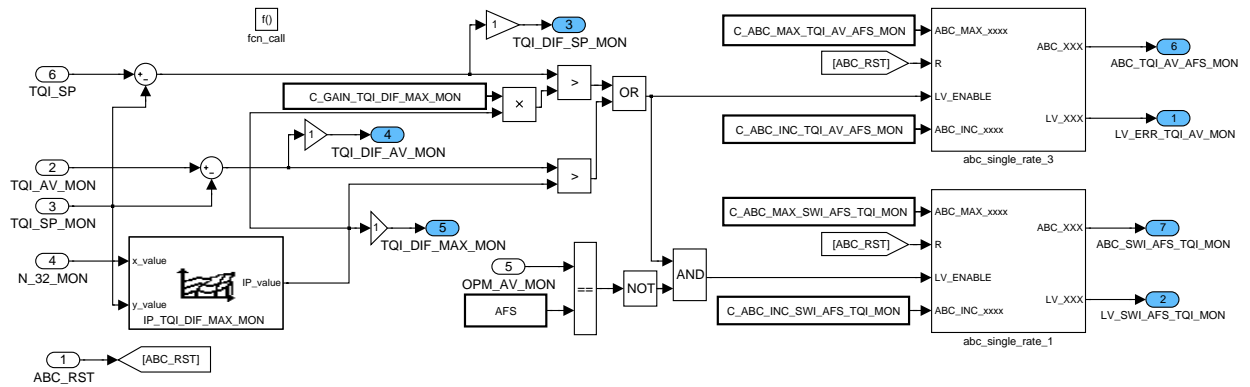 f()
fcn_call
1
3
TQI_DIF_SP_MON
6
TQI_SP
+
−
C_GAIN_TQI_DIF_MAX_MON
×
>
OR
1
4
TQI_DIF_AV_MON
2
TQI_AV_MON
+
−
>
3
TQI_SP_MON
1
5
TQI_DIF_MAX_MON
4
N_32_MON
x_value
y_value
IP_value
IP_TQI_DIF_MAX_MON
5
OPM_AV_MON
AFS
==
NOT
AND
1
ABC_RST
[ABC_RST]
C_ABC_MAX_TQI_AV_AFS_MON
[ABC_RST]
C_ABC_INC_TQI_AV_AFS_MON
ABC_MAX_xxxx
R
LV_ENABLE
ABC_INC_xxxx
ABC_XXX
LV_XXX
abc_single_rate_3
6
ABC_TQI_AV_AFS_MON
1
LV_ERR_TQI_AV_MON
C_ABC_MAX_SWI_AFS_TQI_MON
[ABC_RST]
C_ABC_INC_SWI_AFS_TQI_MON
ABC_MAX_xxxx
R
LV_ENABLE
ABC_INC_xxxx
ABC_XXX
LV_XXX
abc_single_rate_1
7
ABC_SWI_AFS_TQI_MON
2
LV_SWI_AFS_TQI_MON